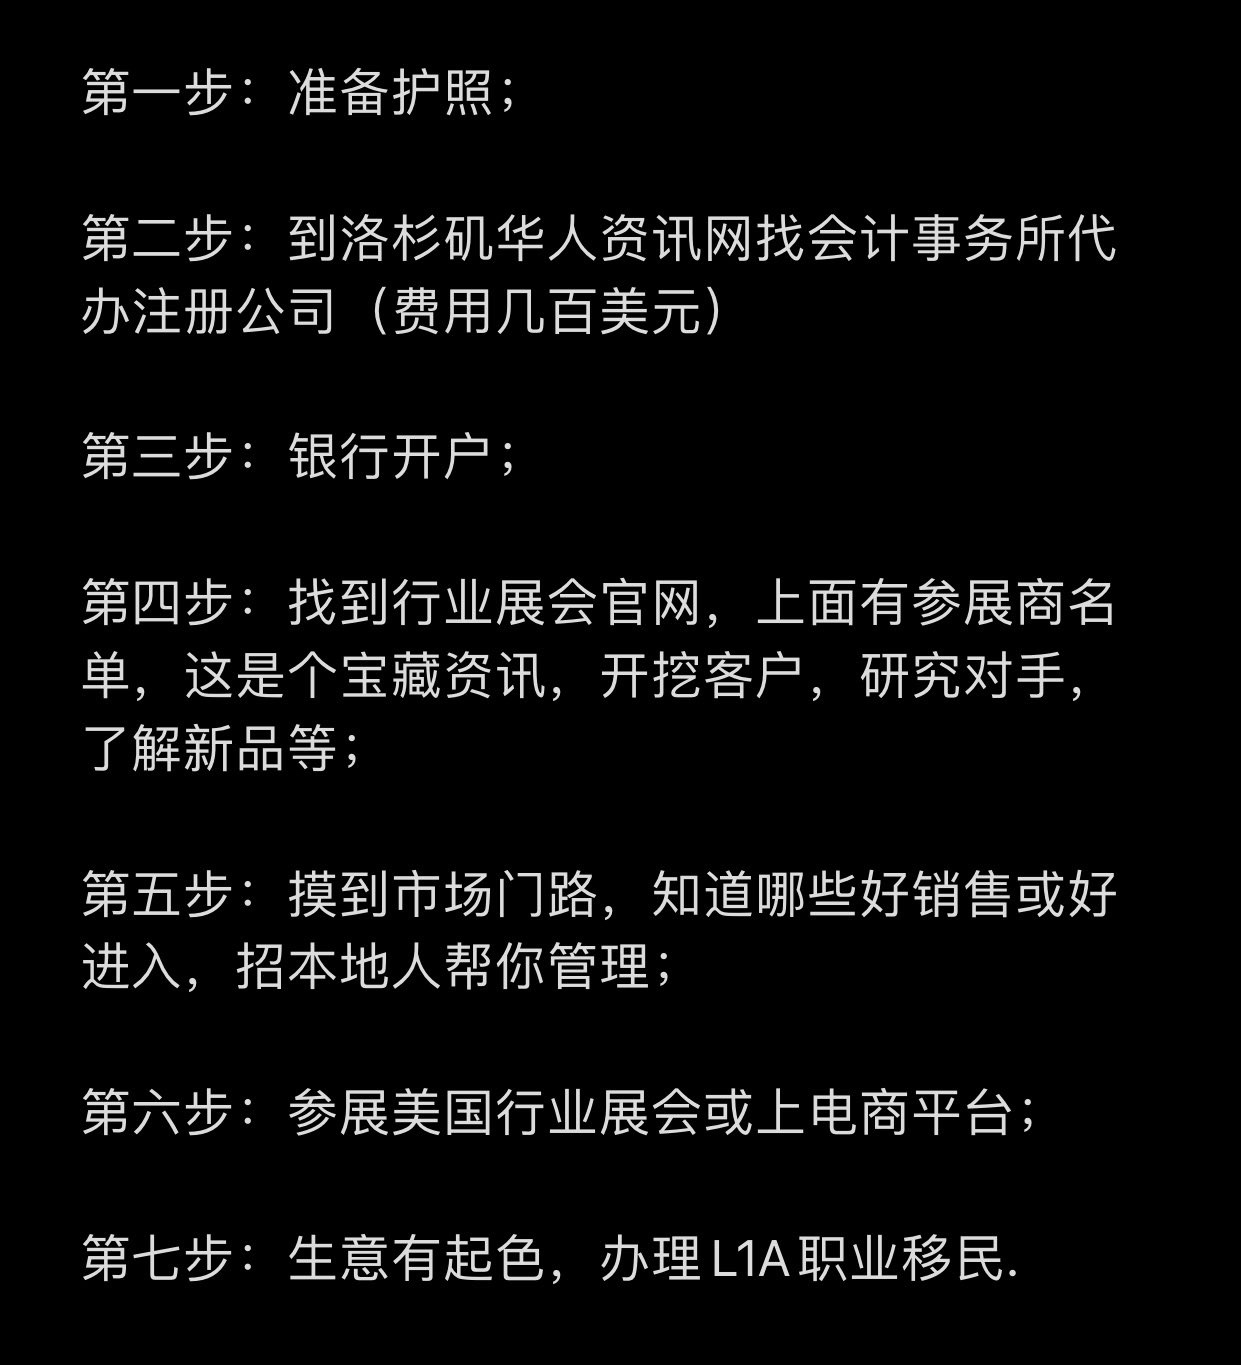 第一步：准备护照；
第二步：到洛杉矶华人资讯网找会计事务所代
办注册公司（费用几百美元）
第三步：银行开户；
第四步：找到行业展会官网，上面有参展商名
单，这是个宝藏资讯，开挖客户，研究对手，
了解新品等；
第五步：摸到市场门路，知道哪些好销售或好
进入，招本地人帮你管理；
第六步：参展美国行业展会或上电商平台；
第七步：生意有起色，办理L1A职业移民.